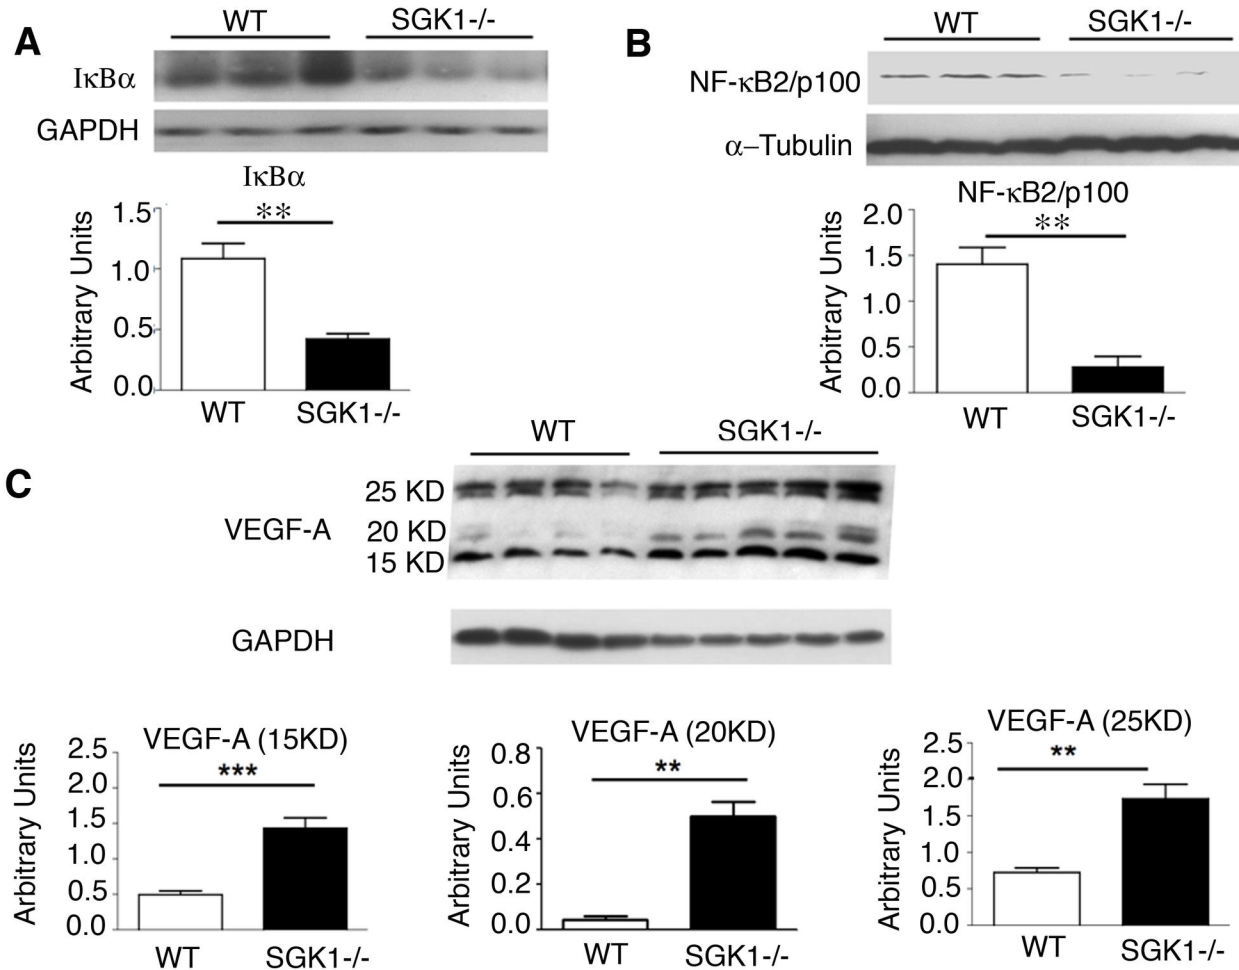 A
WT SGK1-/-
IκBα
GAPDH
IκBα
**
Arbitrary Units
1.5
1.0
0.5
0.0
WT SGK1-/-
B
WT SGK1-/-
NF-κB2/p100
α–Tubulin
NF-κB2/p100
**
Arbitrary Units
2.0
1.5
1.0
0.5
0.0
WT SGK1-/-
C
WT SGK1-/-
VEGF-A
25 KD
20 KD
15 KD
GAPDH
VEGF-A (15KD)
***
Arbitrary Units
2.5
2.0
1.5
1.0
0.5
0.0
WT SGK1-/-
VEGF-A (20KD)
**
Arbitrary Units
0.8
0.6
0.4
0.2
0.0
WT SGK1-/-
VEGF-A (25KD)
**
Arbitrary Units
2.5
2.0
1.5
1.0
0.5
0.0
WT SGK1-/-